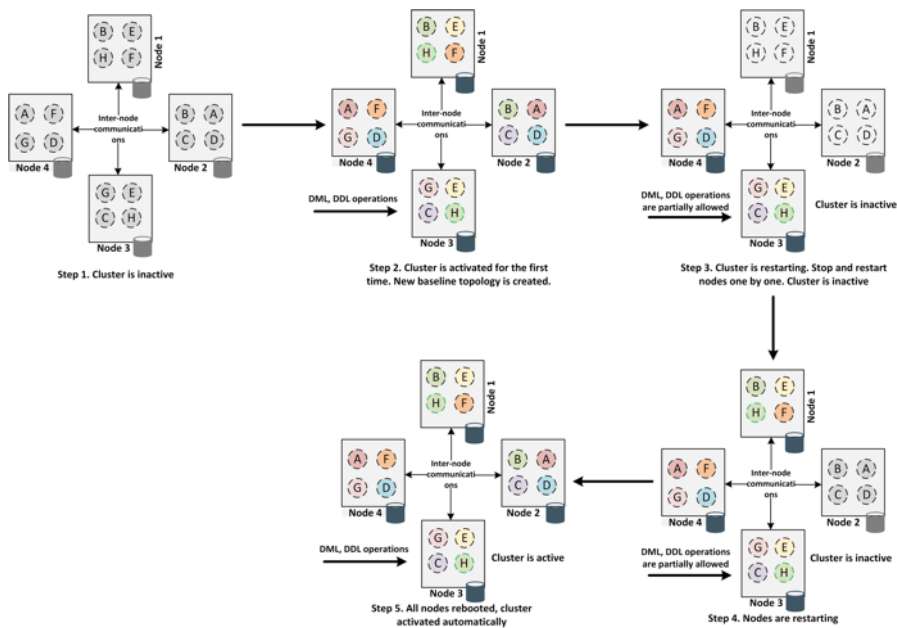 B E
H F
Node 1
A F
G D
Node 4
Inter-node
communicati
ons
B A
C D
Node 2
G E
C H
Node 3
Step 1. Cluster is inactive
B E
H F
Node 1
A F
G D
Node 4
Inter-node
communicati
ons
B A
C D
Node 2
DML, DDL operations
G E
C H
Node 3
Step 2. Cluster is activated for the first
time. New baseline topology is created.
B E
H F
Node 1
A F
G D
Node 4
Inter-node
communicati
ons
B A
C D
Node 2
DML, DDL operations
are partially allowed
G E
C H
Node 3
Cluster is inactive
Step 3. Cluster is restarting. Stop and restart
nodes one by one. Cluster is inactive
B E
H F
Node 1
A F
G D
Node 4
Inter-node
communicati
ons
B A
C D
Node 2
DML, DDL operations
are partially allowed
G E
C H
Node 3
Cluster is inactive
Step 4. Nodes are restarting
B E
H F
Node 1
A F
G D
Node 4
Inter-node
communicati
ons
B A
C D
Node 2
DML, DDL operations
G E
C H
Node 3
Cluster is active
Step 5. All nodes rebooted, cluster
activated automatically